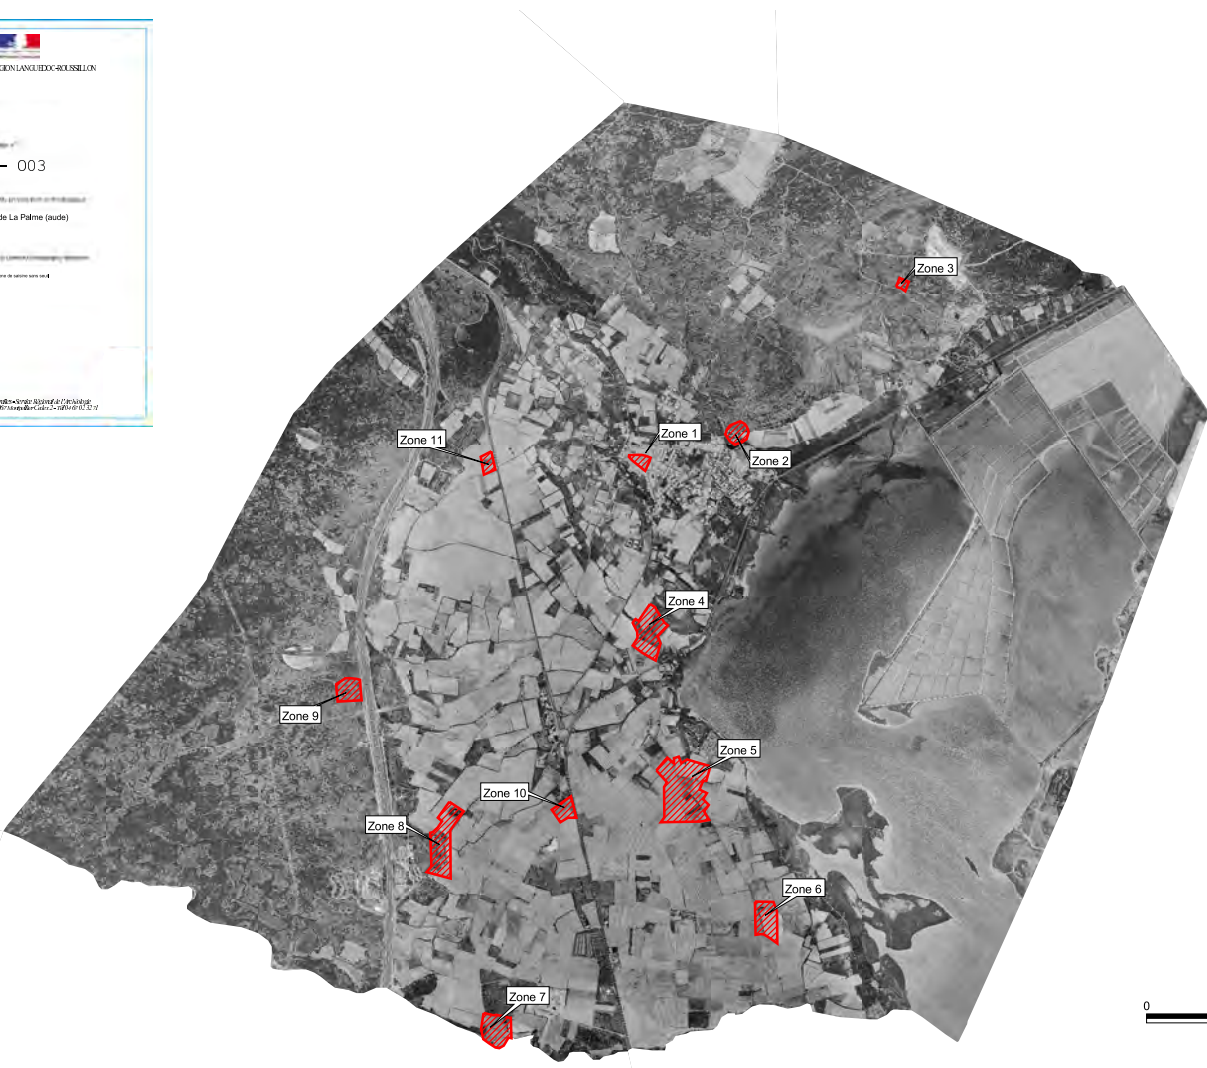 GION LANGUEDOC-ROUSSILLON
003
de La Palme (aude)
Zone 3
Zone 1
Zone 11
Zone 2
Zone 4
Zone 9
Zone 5
Zone 10
Zone 8
Zone 6
Zone 7
0